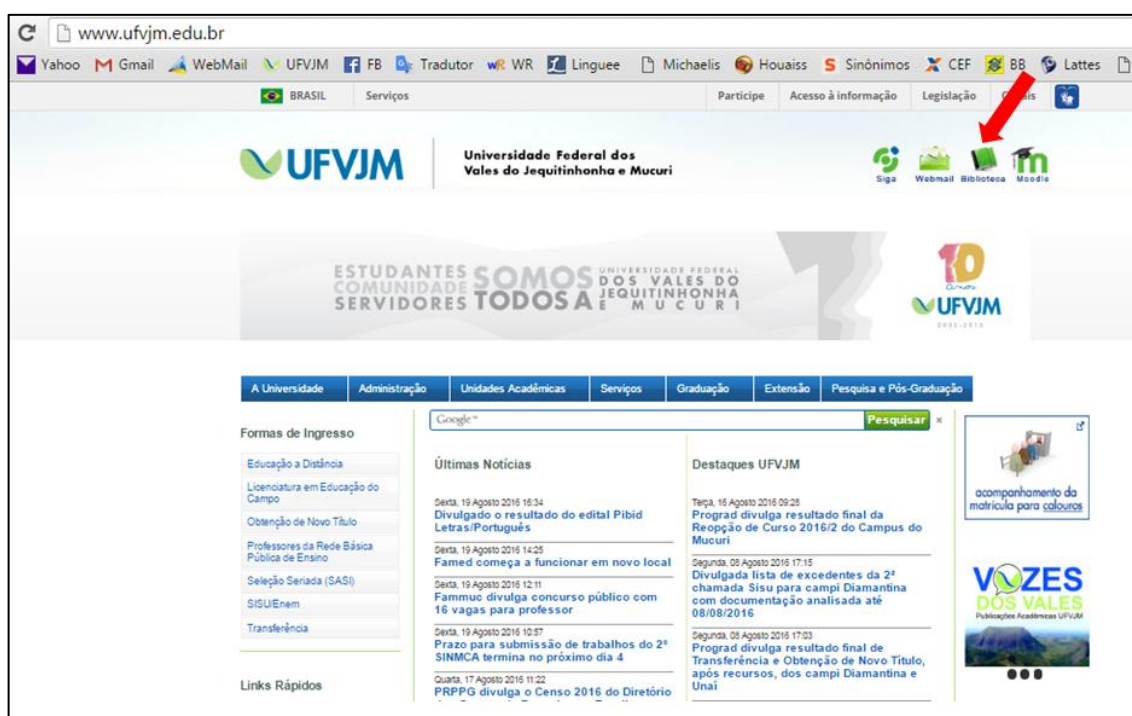 www.ufvjm.edu.br
Yahoo Gmail WebMail UFVJM FB Tradutor WR WR Linguee Michaelis Houaiss S Sinônimos CEF BB Lattes
BRASIL Serviços Participe Acesso à informação Legislação
UFVJM
Universidade Federal dos
Vales do Jequitinhonha e Mucuri
Siga Webmail Biblioteca Moodle
ESTUDANTES
COMUNIDADE
SERVIDORES
SOMOS
TODOS A
UNIVERSIDADE FEDERAL
DOS VALES DO
JEQUITINHONHA
E MUCURI
10
anos
UFVJM
2005-2015
A Universidade Administração Unidades Acadêmicas Serviços Graduação Extensão Pesquisa e Pós-Graduação
Google™ Pesquisar ×
Formas de Ingresso
Educação a Distância
Licenciatura em Educação do
Campo
Obtenção de Novo Título
Professores da Rede Básica
Pública de Ensino
Seleção Seriada (SASI)
SISU/Enem
Transferência
Links Rápidos
Últimas Notícias
Sexta, 19 Agosto 2016 16:34
Divulgado o resultado do edital Pibid
Letras/Português
Sexta, 19 Agosto 2016 14:25
Famed começa a funcionar em novo local
Sexta, 19 Agosto 2016 12:11
Fammuc divulga concurso público com
16 vagas para professor
Sexta, 19 Agosto 2016 10:57
Prazo para submissão de trabalhos do 2º
SINMCA termina no próximo dia 4
Quarta, 17 Agosto 2016 11:22
PRPPG divulga o Censo 2016 do Diretório
Destaques UFVJM
Terça, 16 Agosto 2016 09:28
Prograd divulga resultado final da
Reopção de Curso 2016/2 do Campus do
Mucuri
Segunda, 08 Agosto 2016 17:15
Divulgada lista de excedentes da 2ª
chamada Sisu para campi Diamantina
com documentação analisada até
08/08/2016
Segunda, 08 Agosto 2016 17:03
Prograd divulga resultado final de
Transferência e Obtenção de Novo Título,
após recursos, dos campi Diamantina e
Unaí
acompanhamento da
matrícula para calouros
VOZES
DOS VALES
Publicações Acadêmicas UFVJM